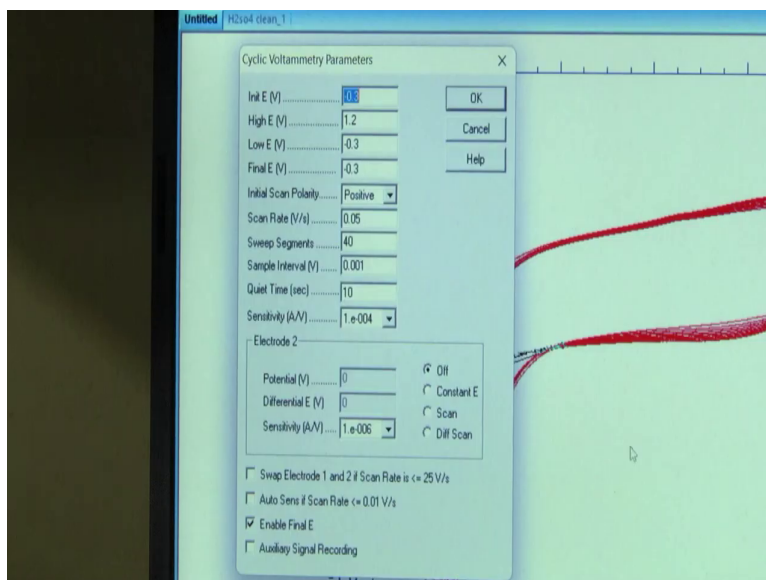 Untitled H2so4 clean_1
Cyclic Voltammetry Parameters X
Init E (V) -0.3 OK
High E (V) 1.2 Cancel
Low E (V) -0.3 Help
Final E (V) -0.3
Initial Scan Polarity Positive
Scan Rate (V/s) 0.05
Sweep Segments 40
Sample Interval (V) 0.001
Quiet Time (sec) 10
Sensitivity (A/V) 1.e-004
Electrode 2
Potential (V) 0 Off
Differential E (V) 0 Constant E
Sensitivity (A/V) 1.e-006 Scan
Diff Scan
Swap Electrode 1 and 2 if Scan Rate is <= 25 V/s
Auto Sens if Scan Rate <= 0.01 V/s
Enable Final E
Auxiliary Signal Recording